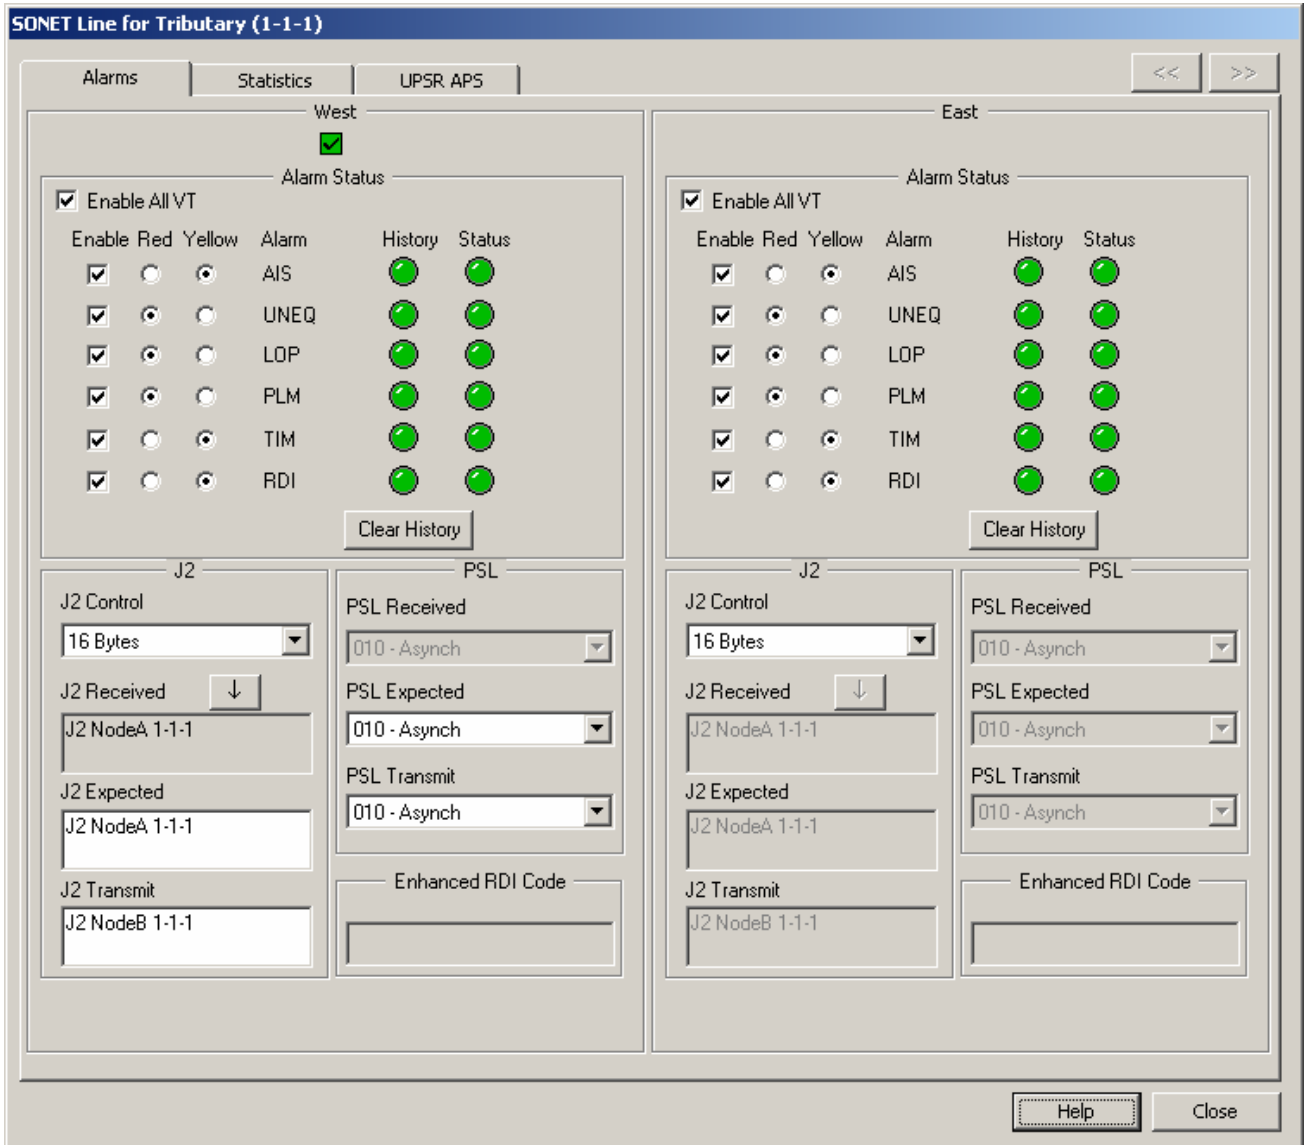 SONET Line for Tributary (1-1-1)
Alarms Statistics UPSR APS << >>
West
Alarm Status
Enable All VT
Enable Red Yellow Alarm History Status
AIS
UNEQ
LOP
PLM
TIM
RDI
Clear History
J2
J2 Control
16 Bytes
J2 Received ↓
J2 NodeA 1-1-1
J2 Expected
J2 NodeA 1-1-1
J2 Transmit
J2 NodeB 1-1-1
PSL
PSL Received
010 - Asynch
PSL Expected
010 - Asynch
PSL Transmit
010 - Asynch
Enhanced RDI Code
East
Alarm Status
Enable All VT
Enable Red Yellow Alarm History Status
AIS
UNEQ
LOP
PLM
TIM
RDI
Clear History
J2
J2 Control
16 Bytes
J2 Received ↓
J2 NodeA 1-1-1
J2 Expected
J2 NodeA 1-1-1
J2 Transmit
J2 NodeB 1-1-1
PSL
PSL Received
010 - Asynch
PSL Expected
010 - Asynch
PSL Transmit
010 - Asynch
Enhanced RDI Code
Help Close